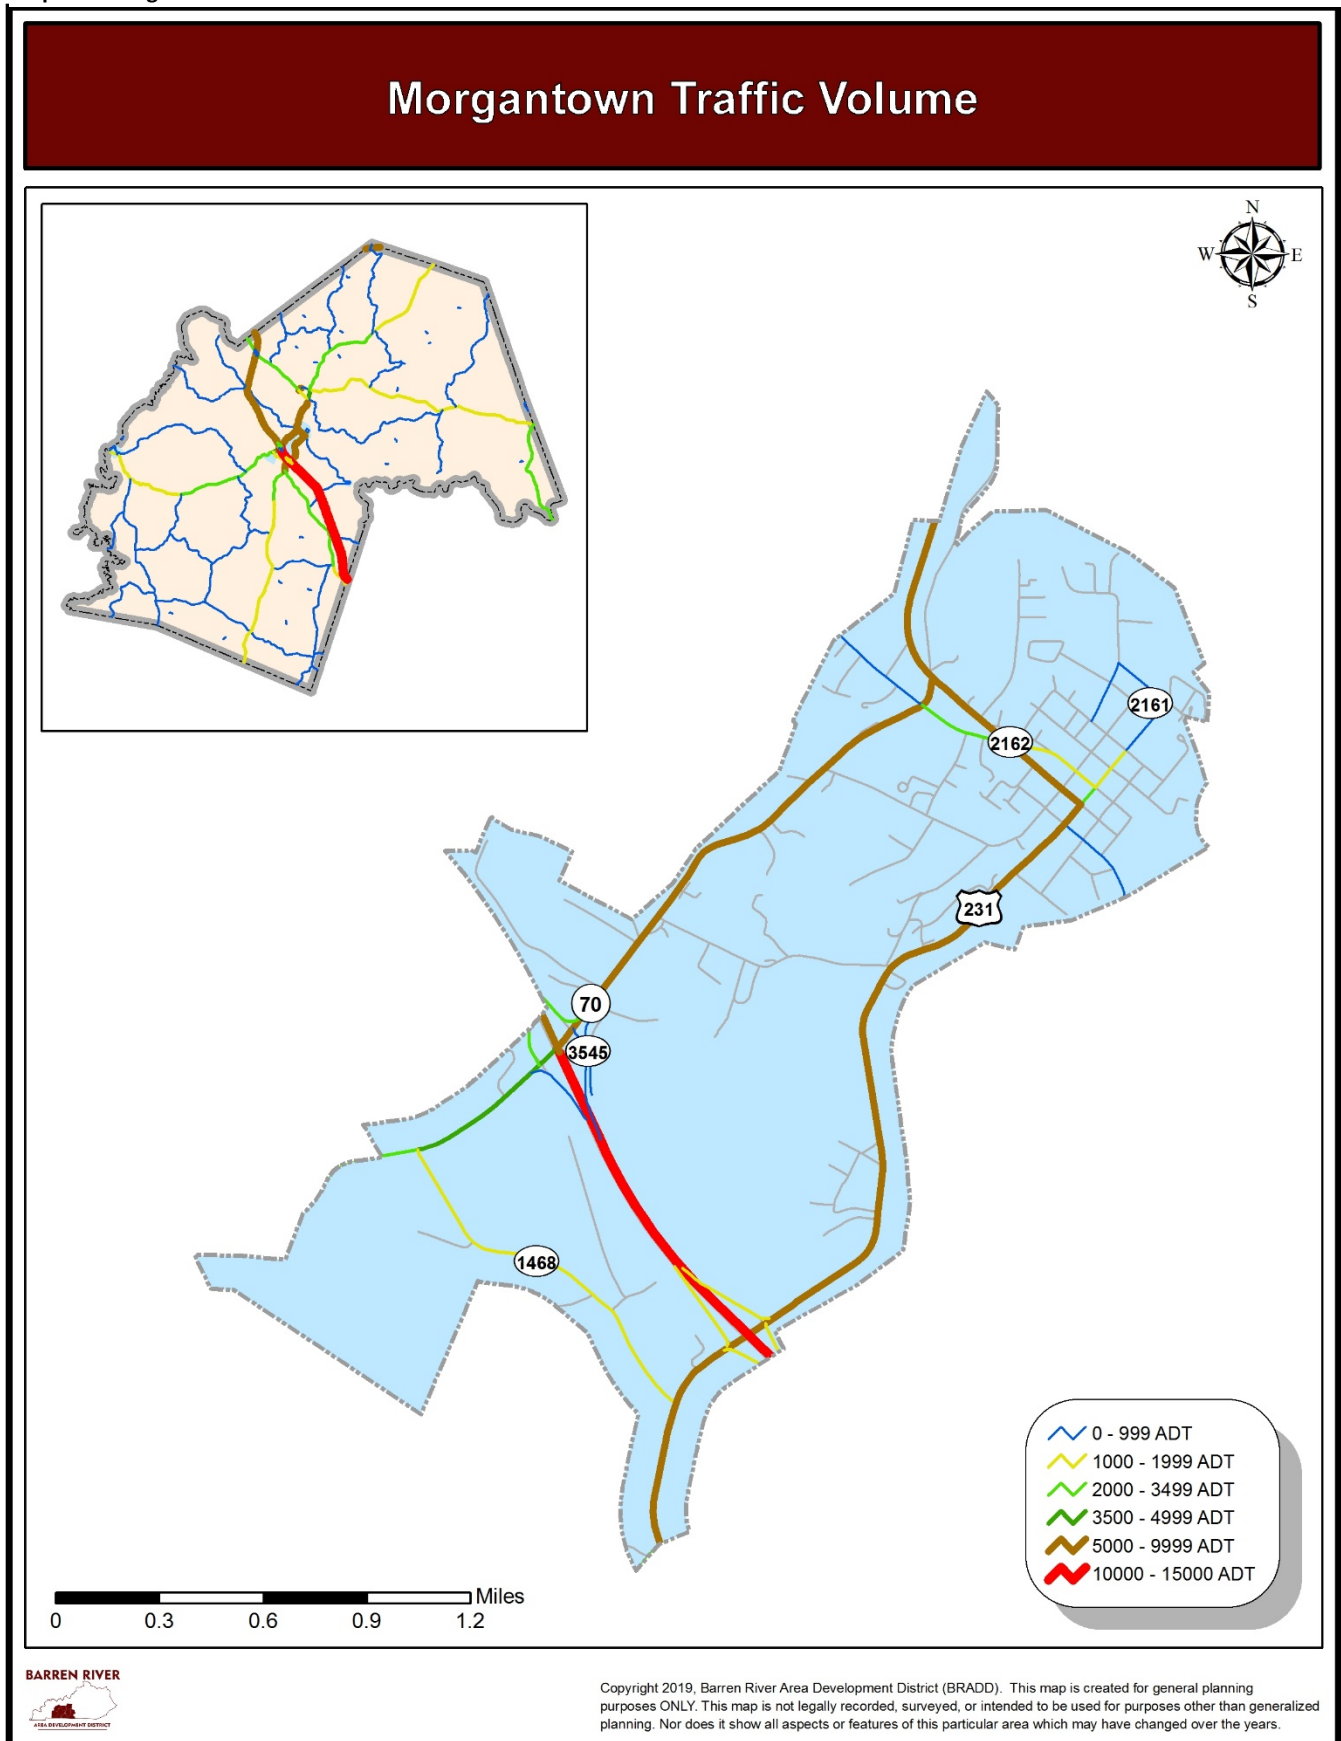 Morgantown Traffic Volume
N
W
E
S
2161
2162
231
70
3545
1468
0 - 999 ADT
1000 - 1999 ADT
2000 - 3499 ADT
3500 - 4999 ADT
5000 - 9999 ADT
10000 - 15000 ADT
Miles
0 0.3 0.6 0.9 1.2
BARREN RIVER
AREA DEVELOPMENT DISTRICT
Copyright 2019, Barren River Area Development District (BRADD). This map is created for general planning
purposes ONLY. This map is not legally recorded, surveyed, or intended to be used for purposes other than generalized
planning. Nor does it show all aspects or features of this particular area which may have changed over the years.